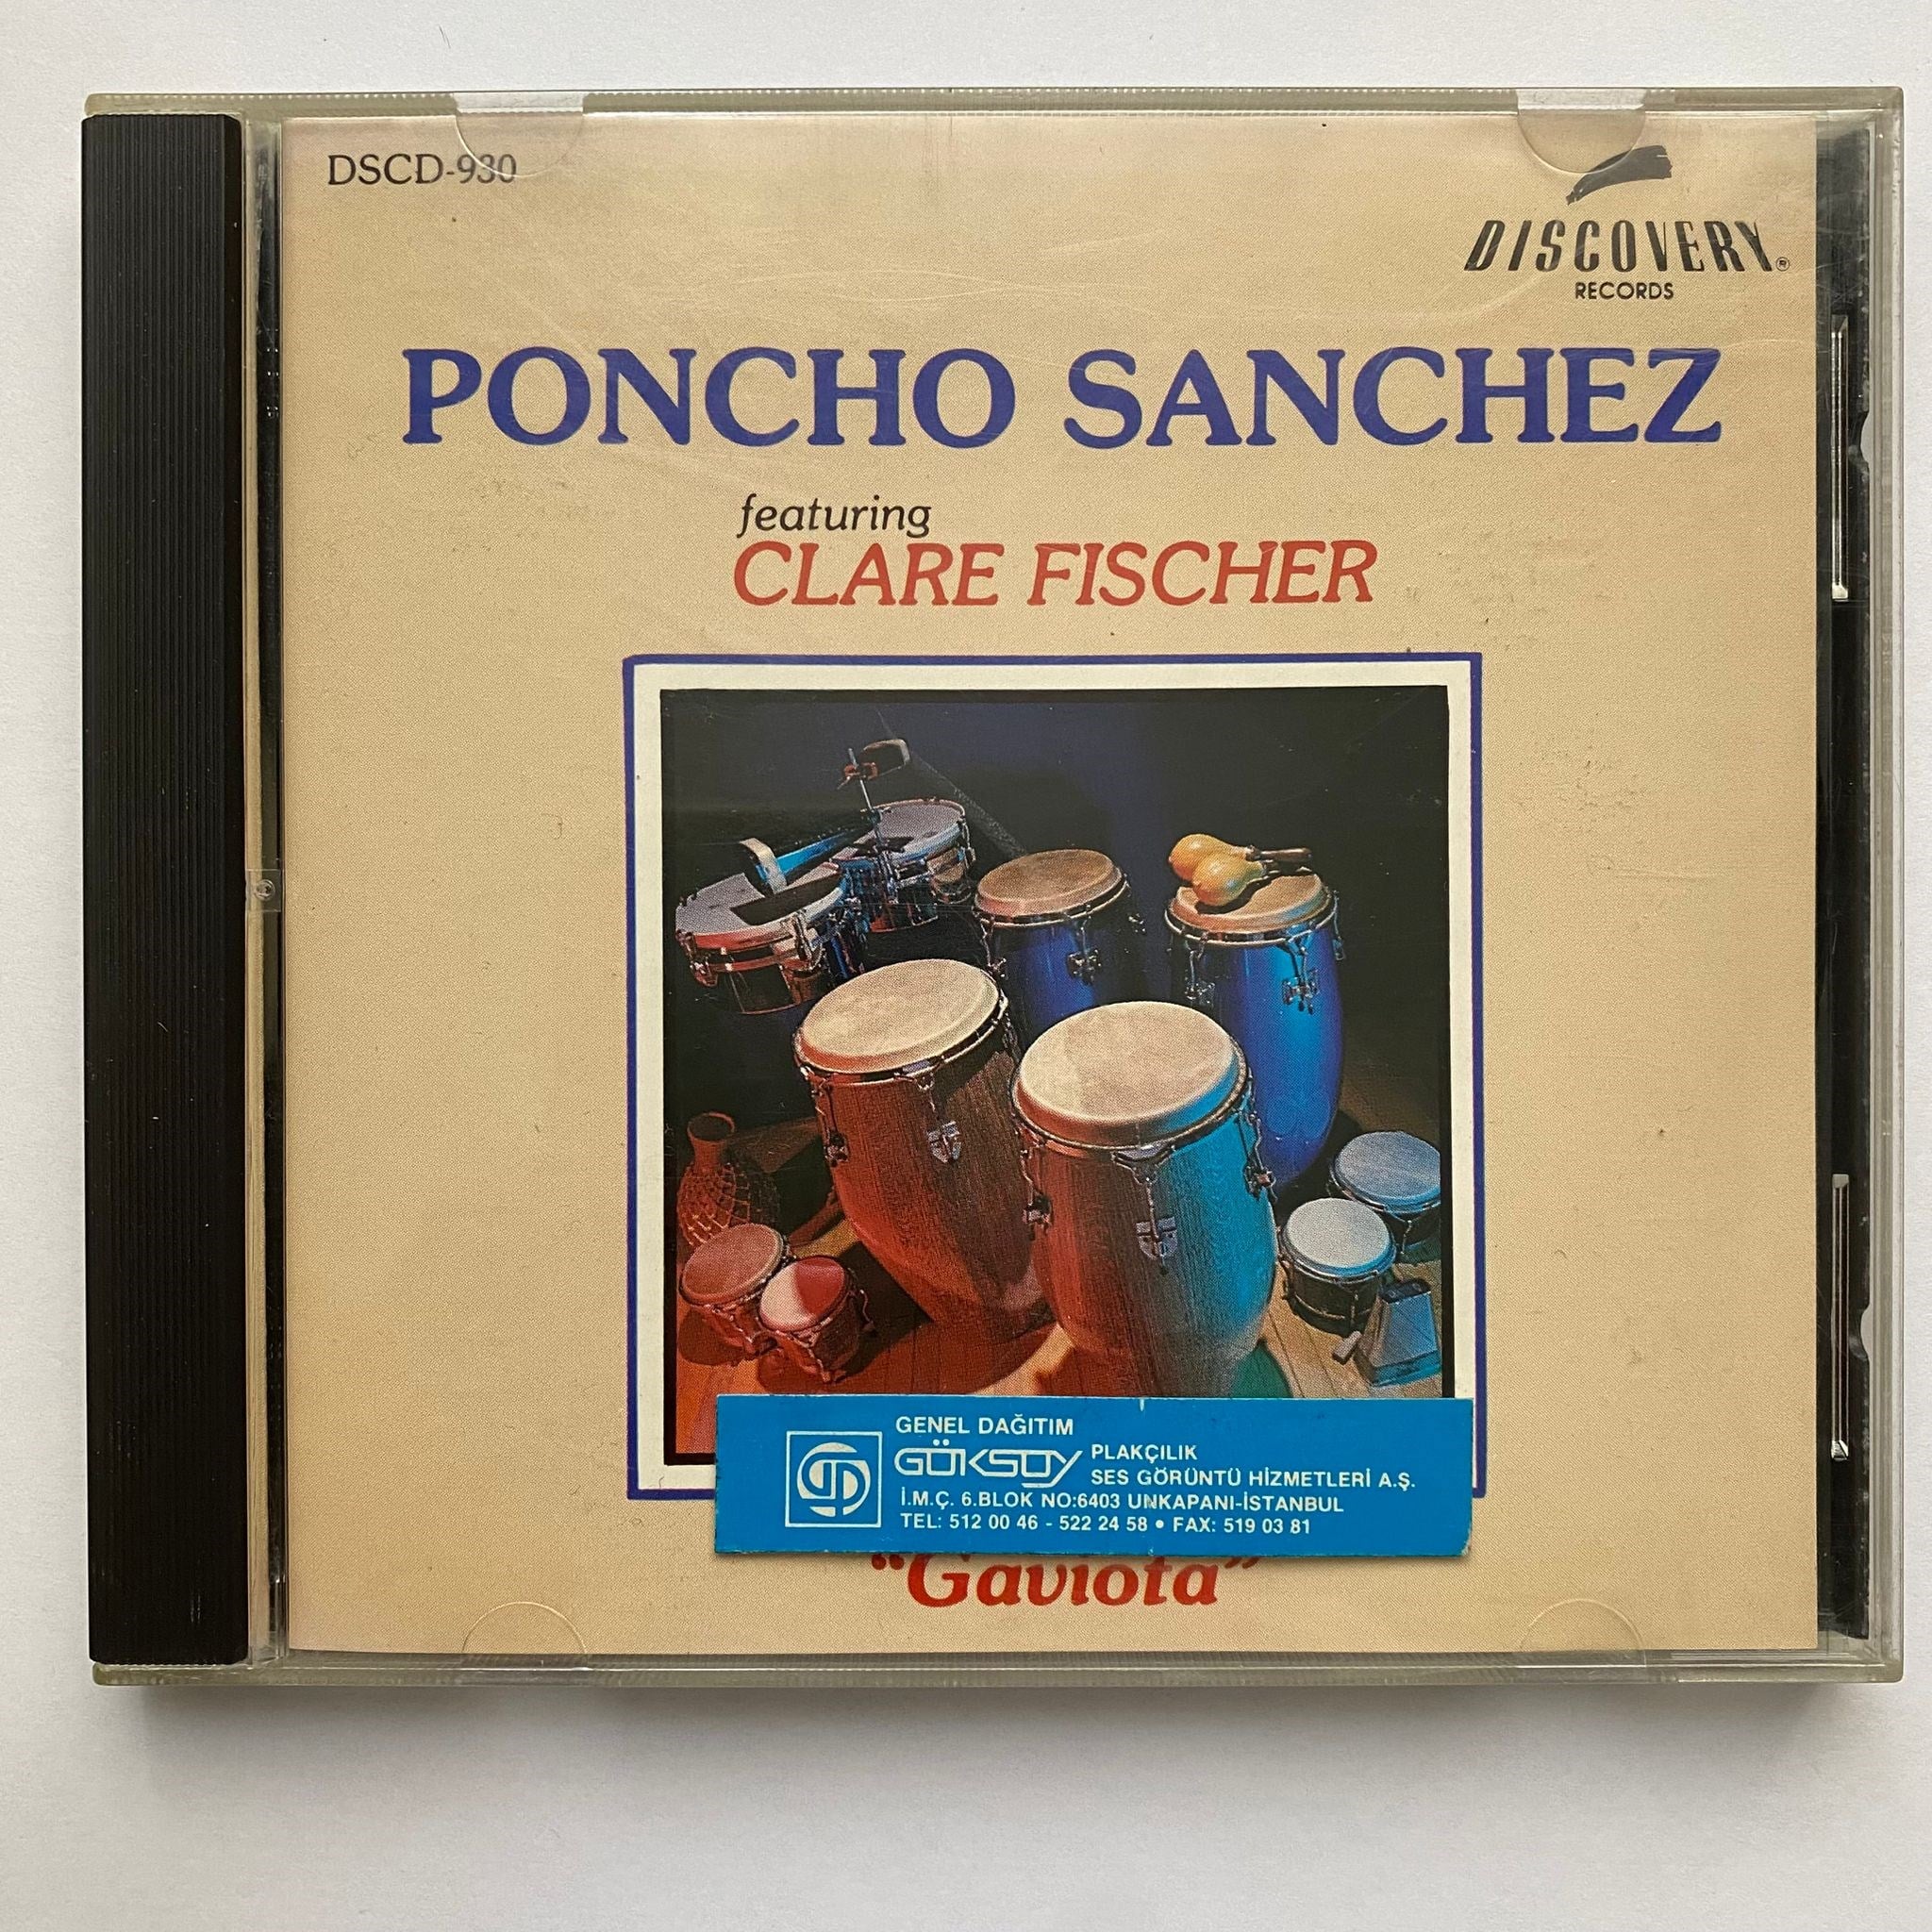 DSCD-930
DISCOVERY®
RECORDS
PONCHO SANCHEZ
featuring
CLARE FISCHER
GENEL DAĞITIM
GÖKSOY PLAKÇILIK
SES GÖRÜNTÜ HİZMETLERİ A.Ş.
İ.M.Ç. 6.BLOK NO:6403 UNKAPANI-İSTANBUL
TEL: 512 00 46 - 522 24 58 • FAX: 519 03 81
"Gaviota"